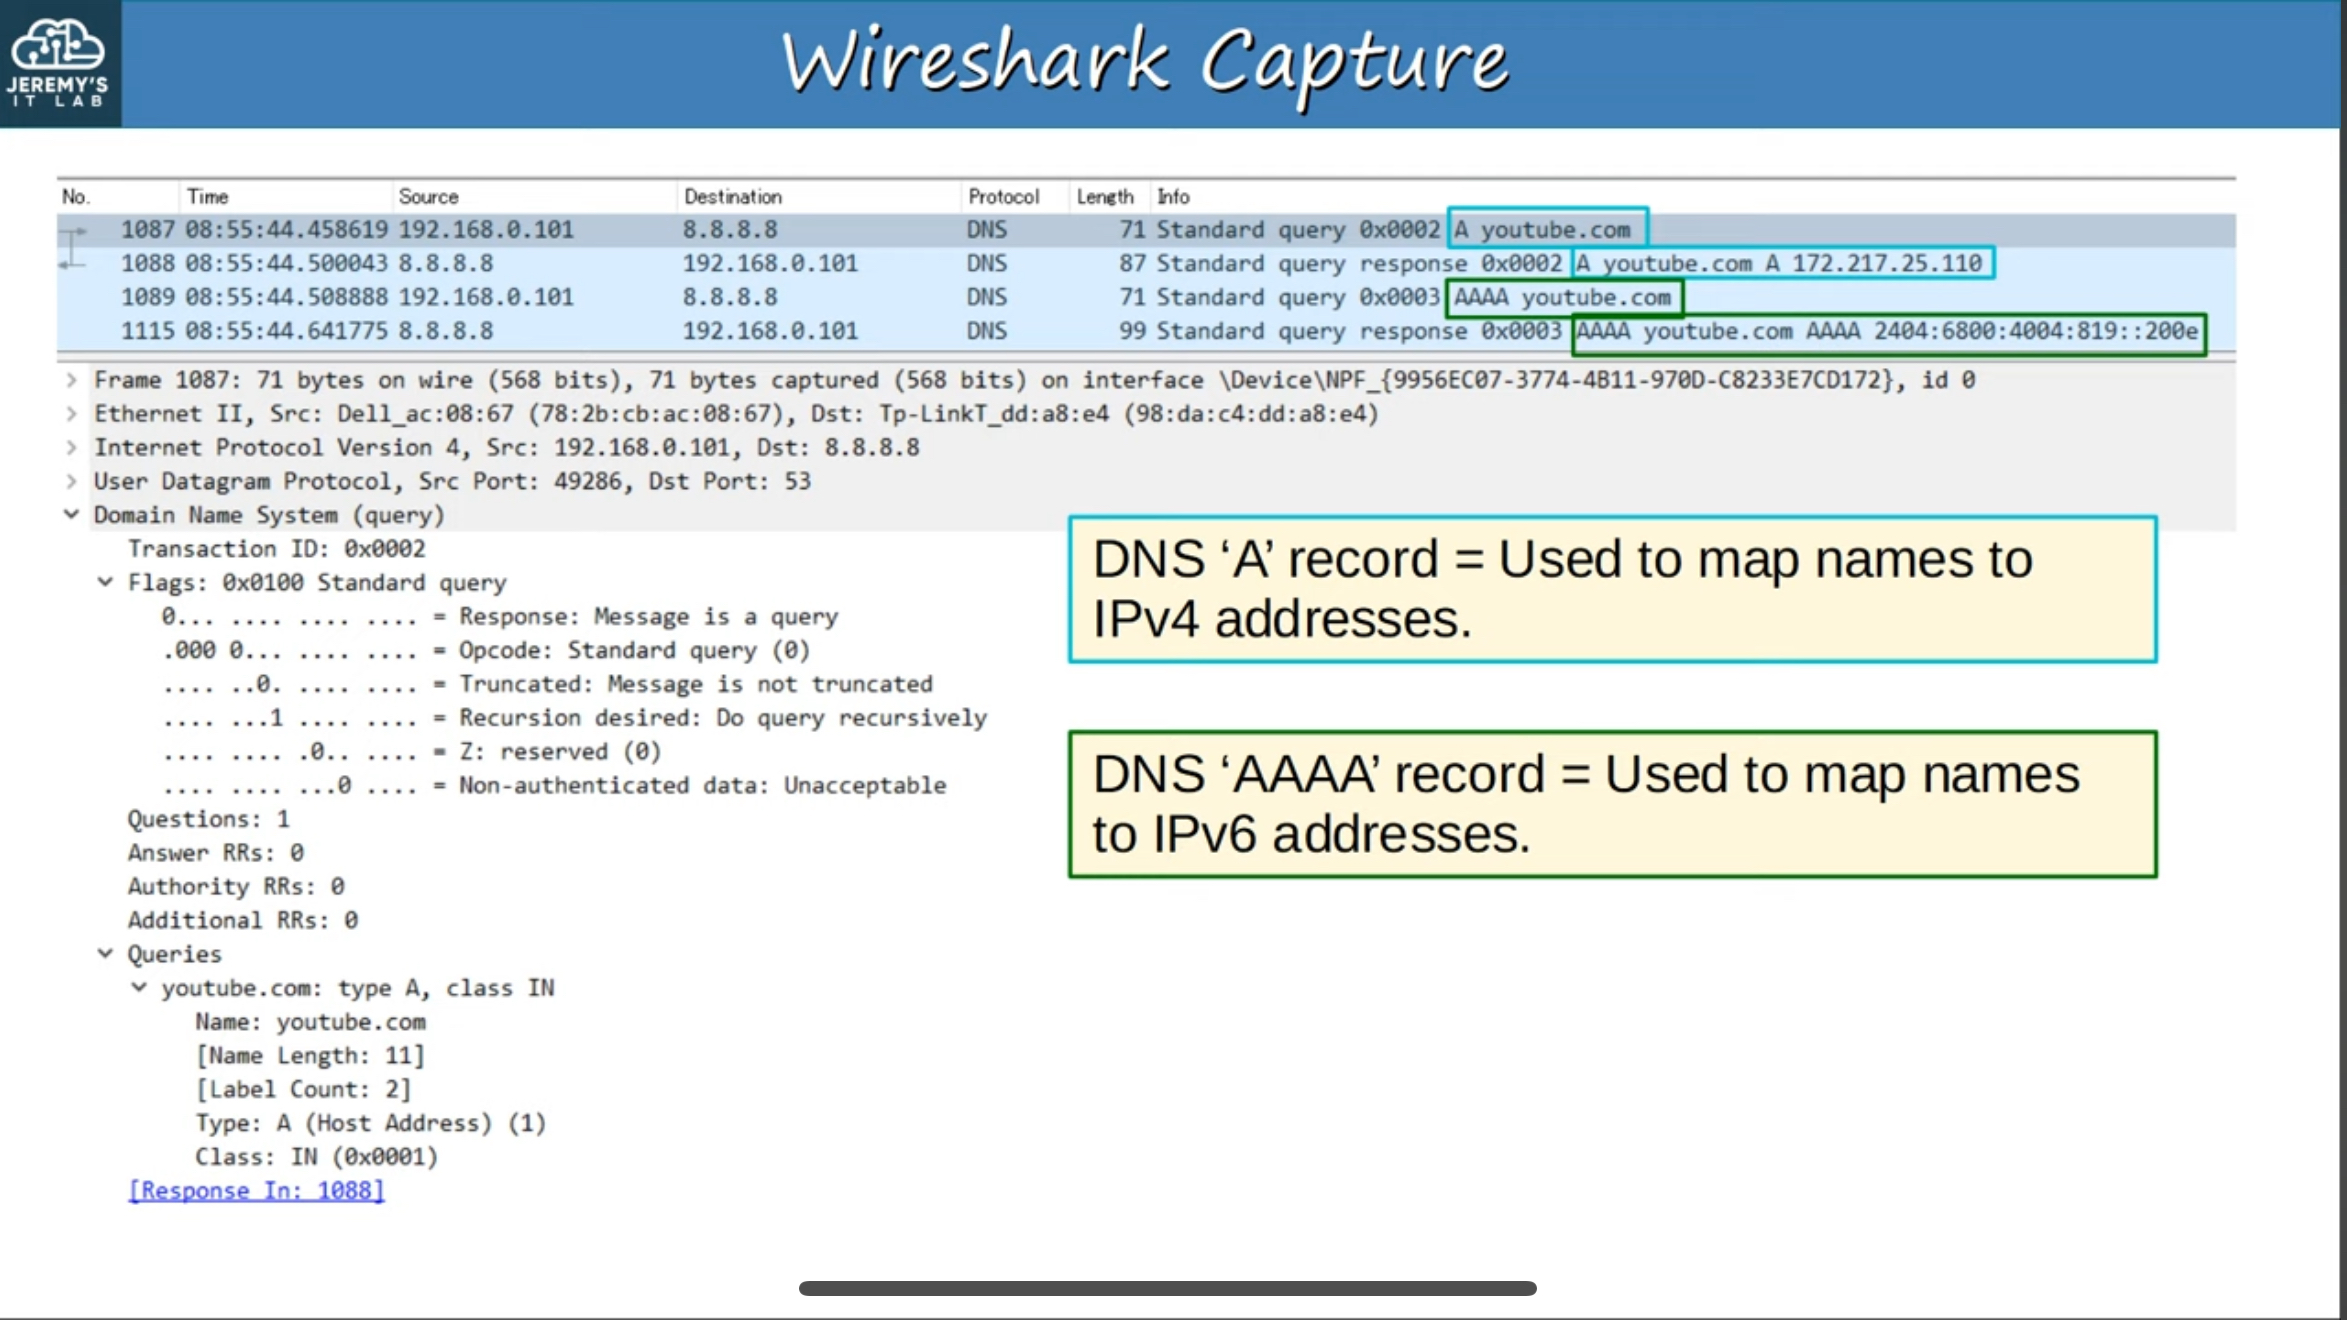 JEREMY'S
IT LAB
Wireshark Capture
No. Time Source Destination Protocol Length Info
1087 08:55:44.458619 192.168.0.101 8.8.8.8 DNS 71 Standard query 0x0002 A youtube.com
1088 08:55:44.500043 8.8.8.8 192.168.0.101 DNS 87 Standard query response 0x0002 A youtube.com A 172.217.25.110
1089 08:55:44.508888 192.168.0.101 8.8.8.8 DNS 71 Standard query 0x0003 AAAA youtube.com
1115 08:55:44.641775 8.8.8.8 192.168.0.101 DNS 99 Standard query response 0x0003 AAAA youtube.com AAAA 2404:6800:4004:819::200e
Frame 1087: 71 bytes on wire (568 bits), 71 bytes captured (568 bits) on interface \Device\NPF_{9956EC07-3774-4B11-970D-C8233E7CD172}, id 0
Ethernet II, Src: Dell_ac:08:67 (78:2b:cb:ac:08:67), Dst: Tp-LinkT_dd:a8:e4 (98:da:c4:dd:a8:e4)
Internet Protocol Version 4, Src: 192.168.0.101, Dst: 8.8.8.8
User Datagram Protocol, Src Port: 49286, Dst Port: 53
Domain Name System (query)
Transaction ID: 0x0002
Flags: 0x0100 Standard query
0... .... .... .... = Response: Message is a query
.000 0... .... .... = Opcode: Standard query (0)
.... ..0. .... .... = Truncated: Message is not truncated
.... ...1 .... .... = Recursion desired: Do query recursively
.... .... .0.. .... = Z: reserved (0)
.... .... ...0 .... = Non-authenticated data: Unacceptable
Questions: 1
Answer RRs: 0
Authority RRs: 0
Additional RRs: 0
Queries
youtube.com: type A, class IN
Name: youtube.com
[Name Length: 11]
[Label Count: 2]
Type: A (Host Address) (1)
Class: IN (0x0001)
[Response In: 1088]
DNS ‘A’ record = Used to map names to
IPv4 addresses.
DNS ‘AAAA’ record = Used to map names
to IPv6 addresses.